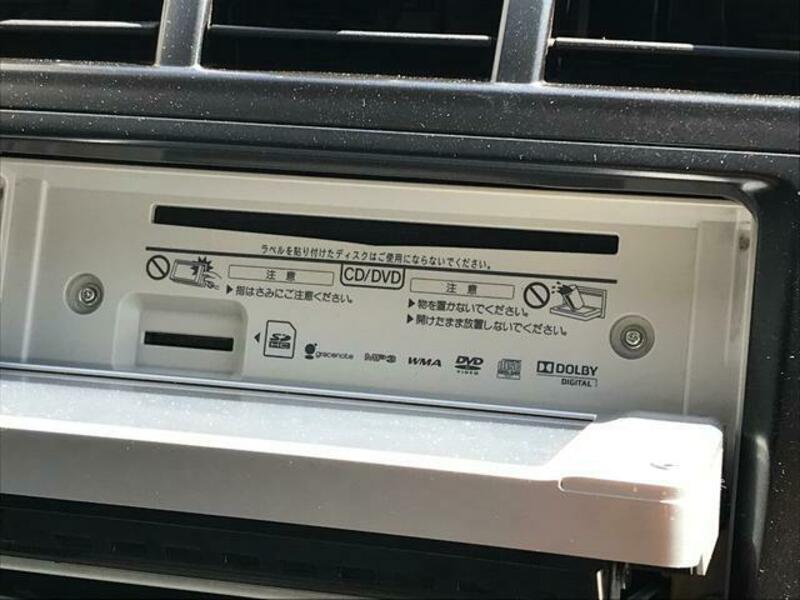 ラベルを貼り付けたディスクはご使用にならないでください。
注意
CD/DVD
注意
▶指はさみにご注意ください。
▶物を置かないでください。
▶開けたまま放置しないでください。
SD
HC
gracenote
MP3
WMA
DVD
VIDEO
DOLBY
DIGITAL